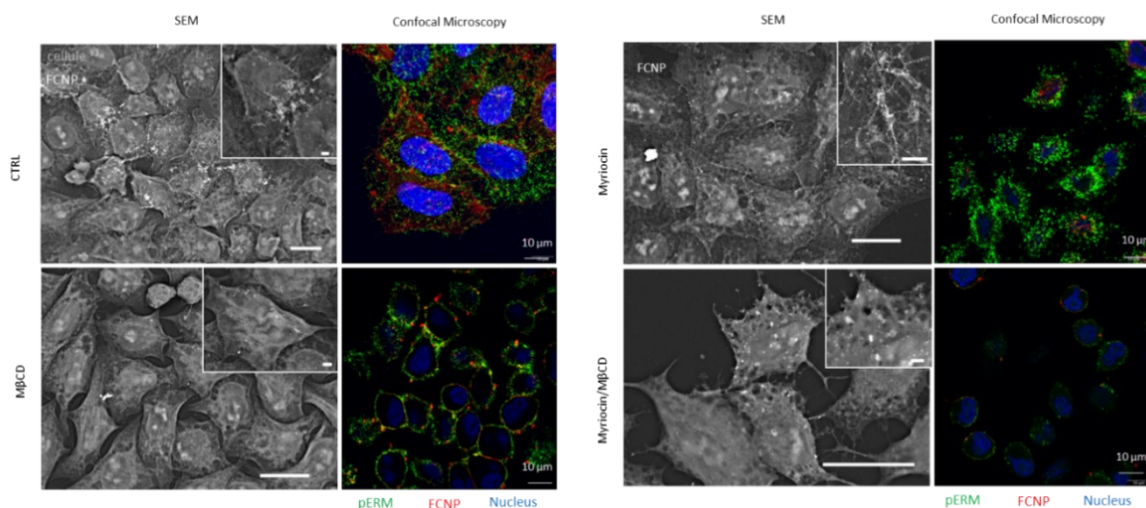 SEM
Confocal Microscopy
CTRL
cellule
FCNP
10 µm
MβCD
10 µm
pERM FCNP Nucleus
SEM
Confocal Microscopy
Myriocin
FCNP
10 µm
Myriocin/MβCD
10 µm
pERM FCNP Nucleus